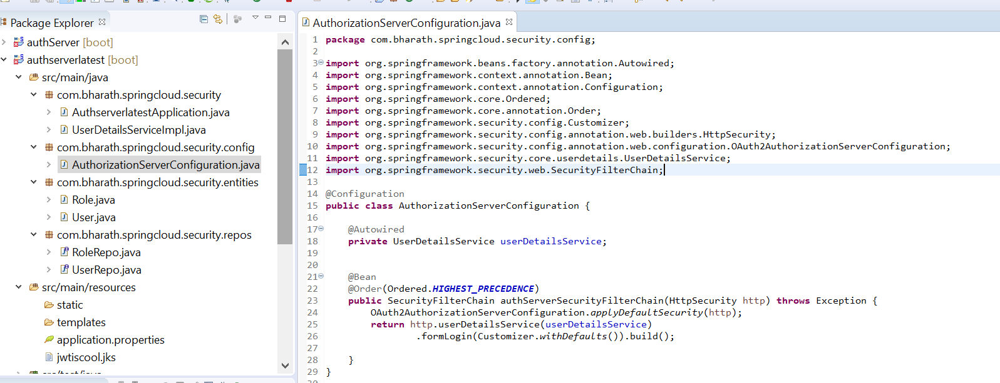 Package Explorer
authServer [boot]
authserverlatest [boot]
src/main/java
com.bharath.springcloud.security
AuthserverlatestApplication.java
UserDetailsServiceImpl.java
com.bharath.springcloud.security.config
AuthorizationServerConfiguration.java
com.bharath.springcloud.security.entities
Role.java
User.java
com.bharath.springcloud.security.repos
RoleRepo.java
UserRepo.java
src/main/resources
static
templates
application.properties
jwtiscool.jks
src/test/java
AuthorizationServerConfiguration.java
1 package com.bharath.springcloud.security.config;
2
3 import org.springframework.beans.factory.annotation.Autowired;
4 import org.springframework.context.annotation.Bean;
5 import org.springframework.context.annotation.Configuration;
6 import org.springframework.core.Ordered;
7 import org.springframework.core.annotation.Order;
8 import org.springframework.security.config.Customizer;
9 import org.springframework.security.config.annotation.web.builders.HttpSecurity;
10 import org.springframework.security.config.annotation.web.configuration.OAuth2AuthorizationServerConfiguration;
11 import org.springframework.security.core.userdetails.UserDetailsService;
12 import org.springframework.security.web.SecurityFilterChain;
13
14 @Configuration
15 public class AuthorizationServerConfiguration {
16
17 @Autowired
18 private UserDetailsService userDetailsService;
19
20
21 @Bean
22 @Order(Ordered.HIGHEST_PRECEDENCE)
23 public SecurityFilterChain authServerSecurityFilterChain(HttpSecurity http) throws Exception {
24 OAuth2AuthorizationServerConfiguration.applyDefaultSecurity(http);
25 return http.userDetailsService(userDetailsService)
26 .formLogin(Customizer.withDefaults()).build();
27
28 }
29 }
30